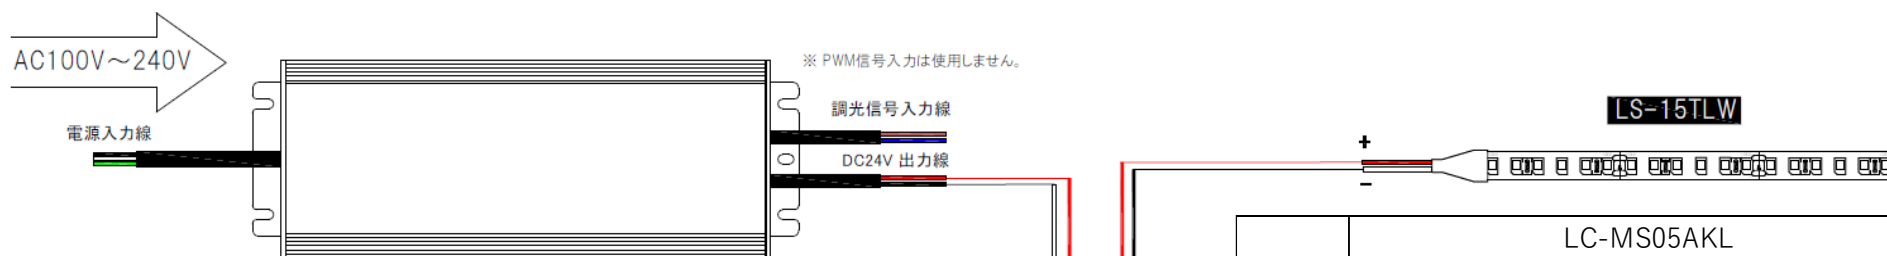 AC100V～240V
※ PWM信号入力は使用しません。
調光信号入力線
電源入力線
DC24V 出力線
LS-15TLW
+
−
LC-MS05AKL